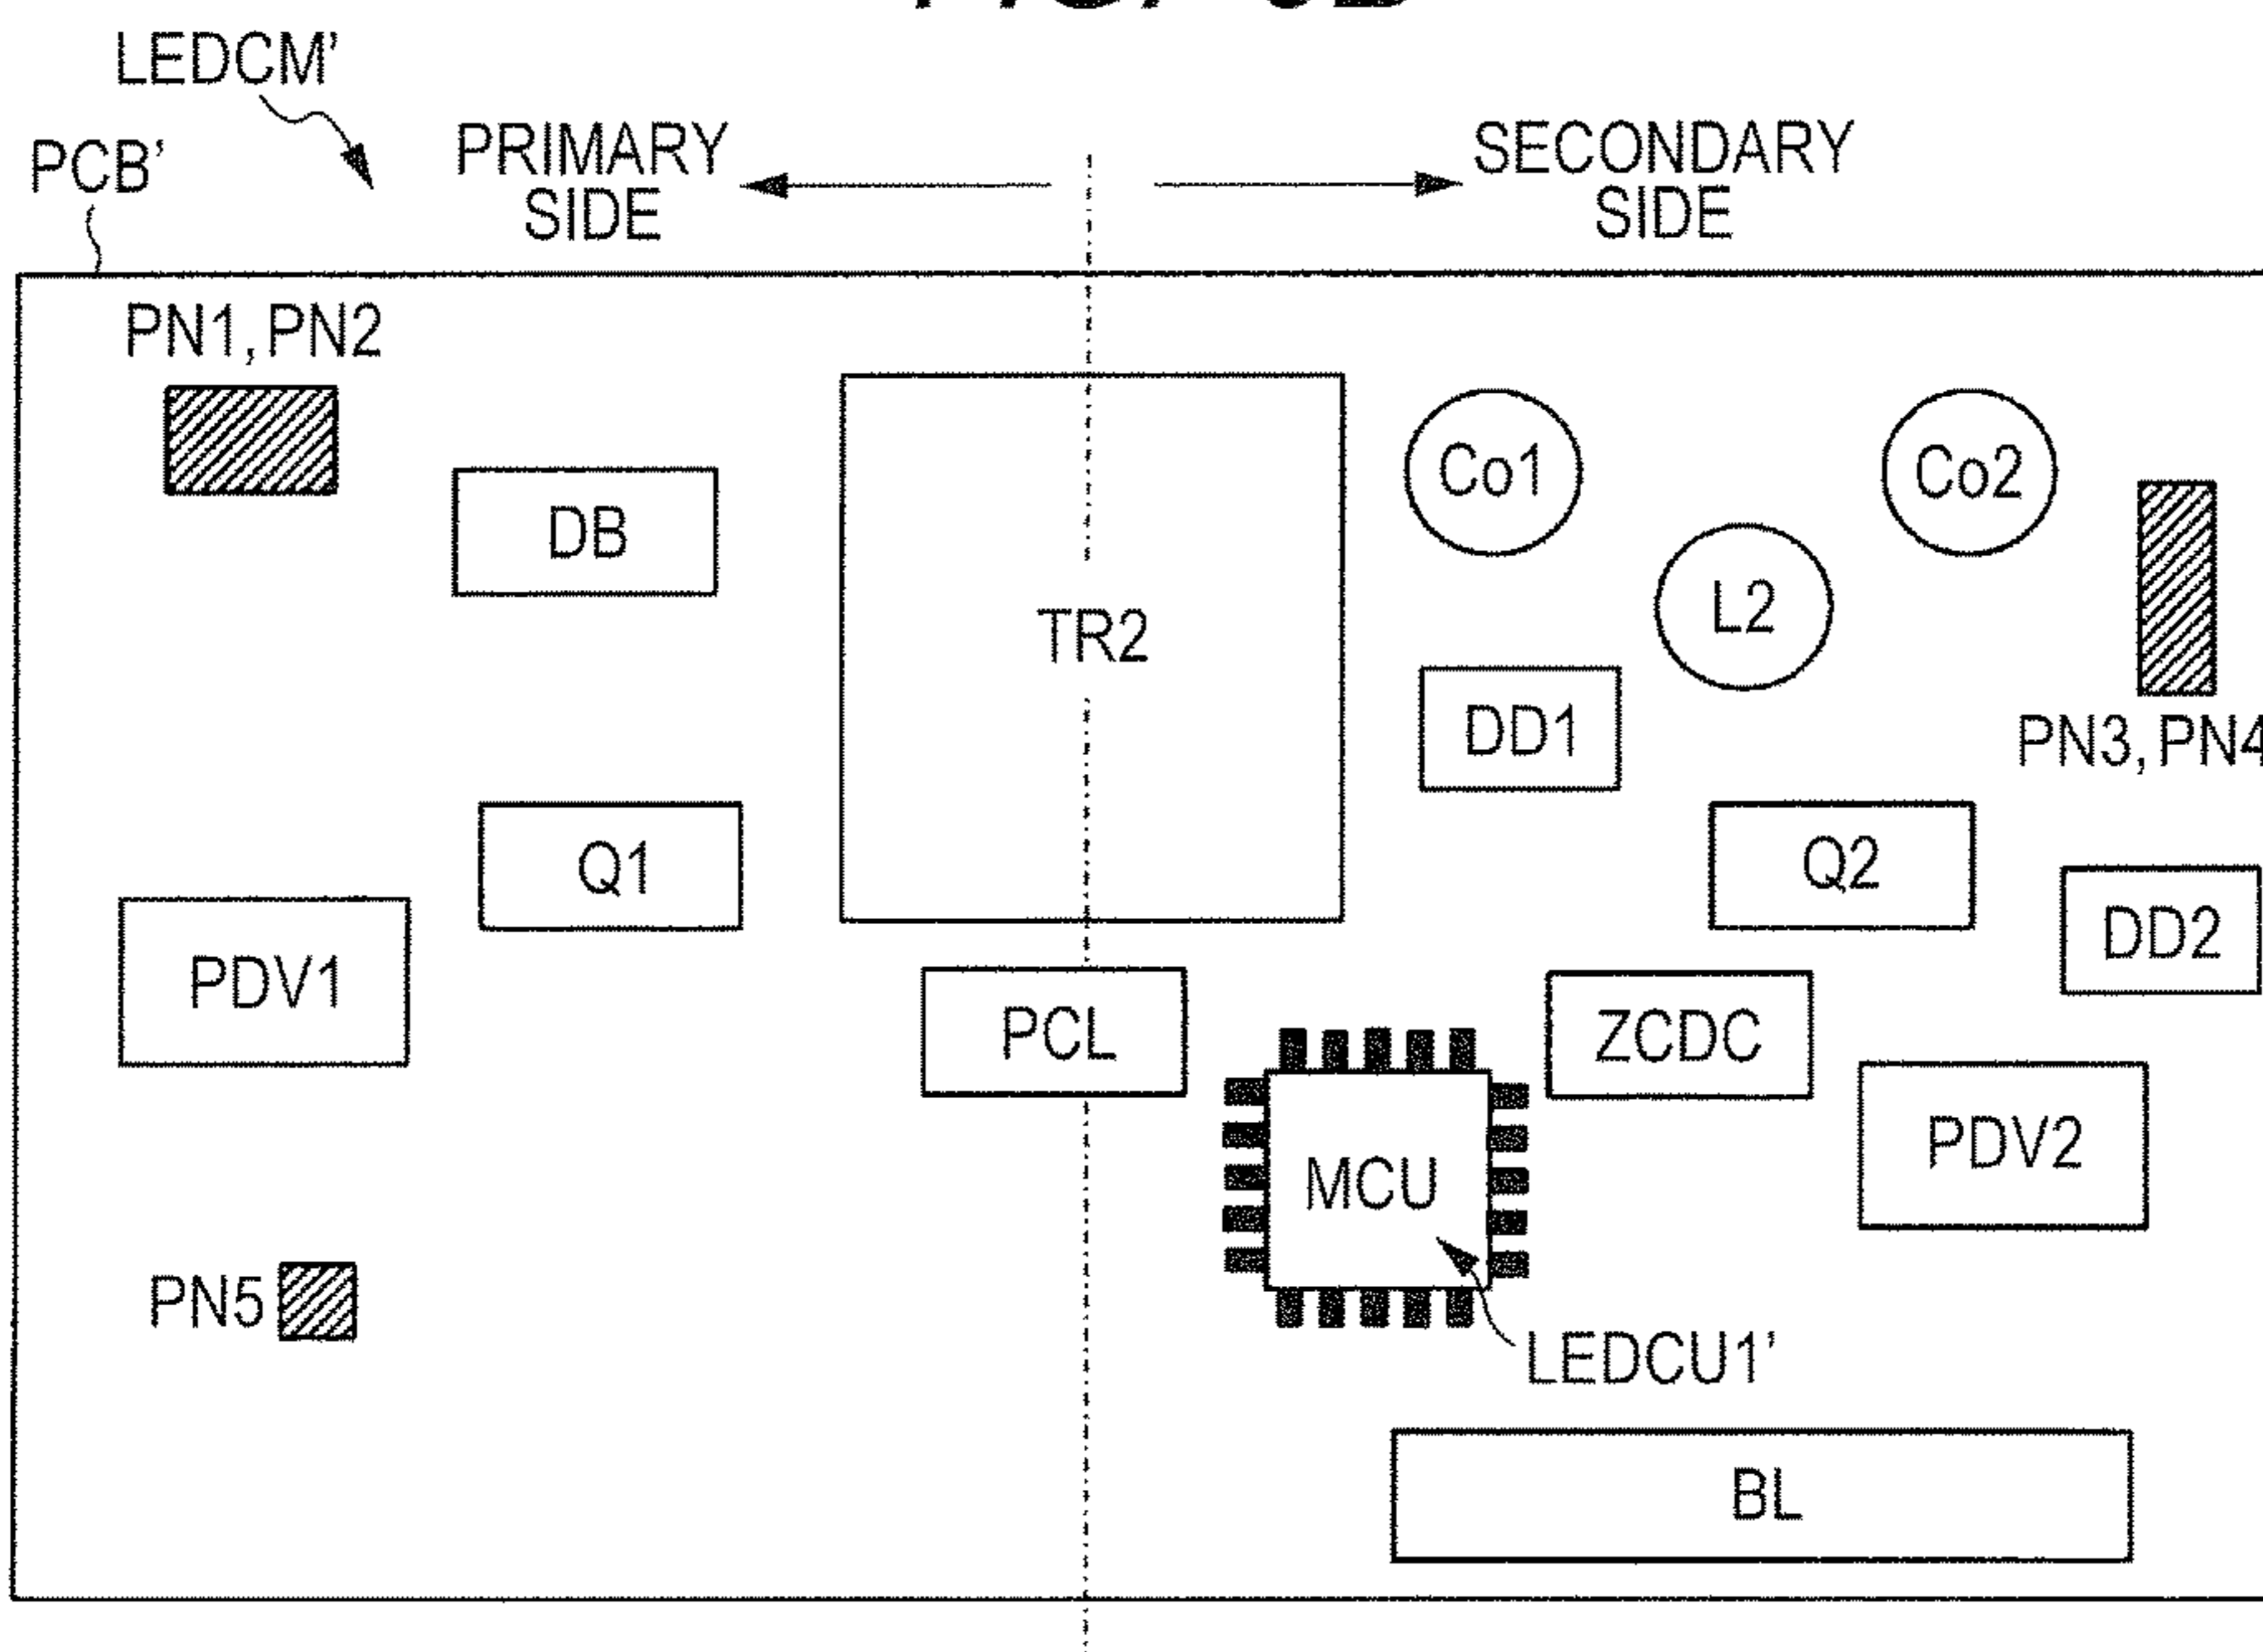 LEDCM'
PCB'
PRIMARY
SIDE
SECONDARY
SIDE
PN1, PN2
DB
TR2
Co1
Co2
L2
DD1
PN3, PN4
Q1
Q2
DD2
PDV1
PCL
ZCDC
MCU
PDV2
PN5
LEDCU1'
BL